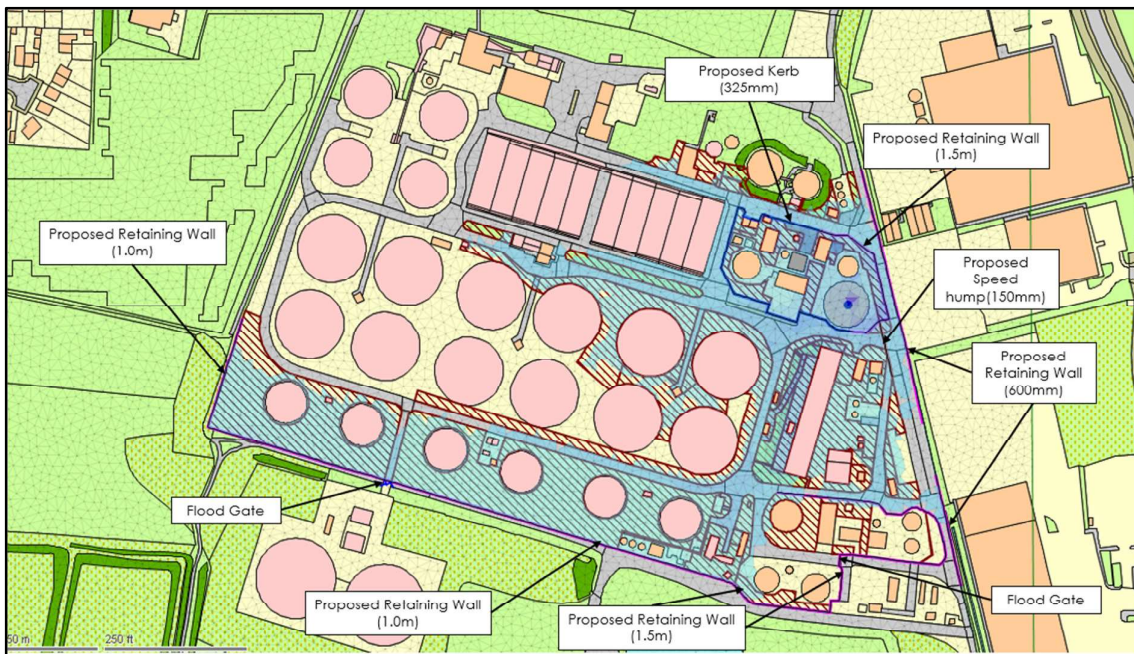 Proposed Kerb
(325mm)
Proposed Retaining Wall
(1.5m)
Proposed Retaining Wall
(1.0m)
Proposed
Speed
hump(150mm)
Proposed
Retaining Wall
(600mm)
Flood Gate
Proposed Retaining Wall
(1.0m)
Proposed Retaining Wall
(1.5m)
Flood Gate
250 ft